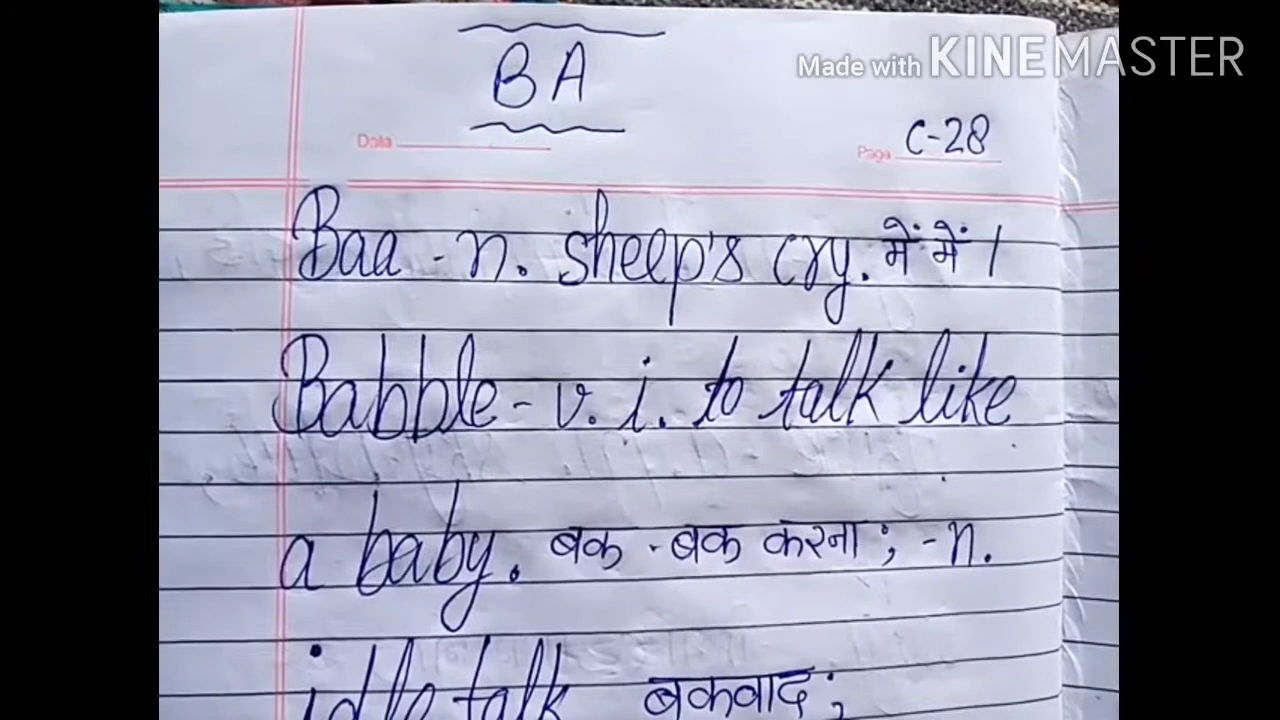 BA
Made with KINEMASTER
Date
Page C-28
Baa - n. sheep's cry. में में ।
Babble - v. i. to talk like
a baby. बक - बक करना ; - n.
idle talk बकवाद ;